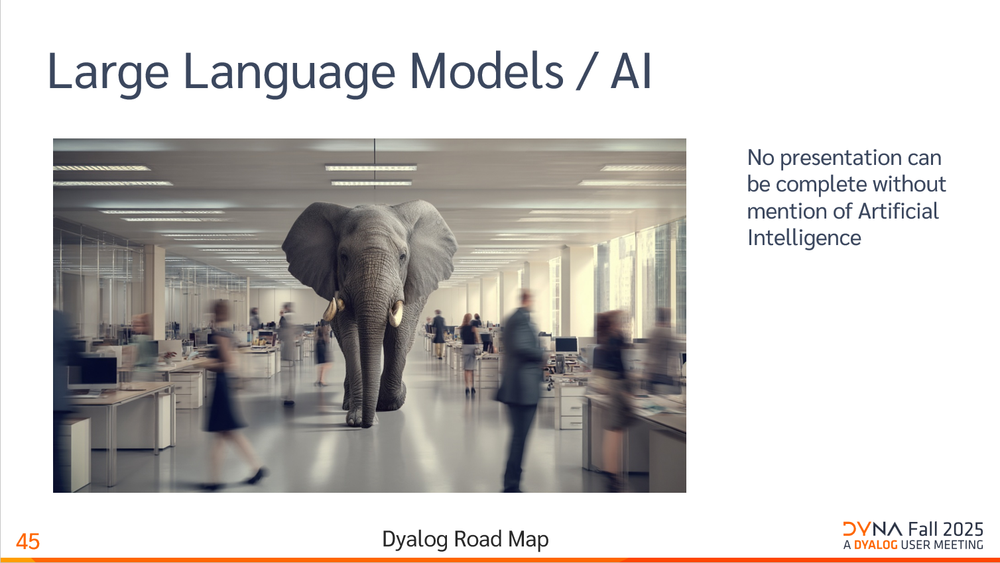 Large Language Models / AI
No presentation can
be complete without
mention of Artificial
Intelligence
45
Dyalog Road Map
DYNA Fall 2025
A DYALOG USER MEETING